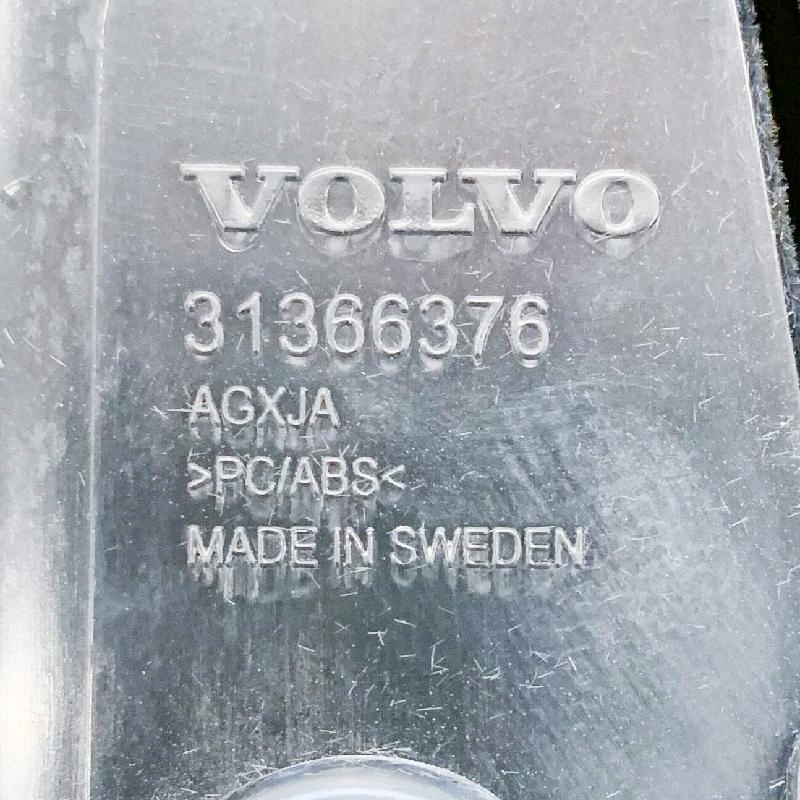 VOLVO
31366376
AGXJA
>PC/ABS<
MADE IN SWEDEN